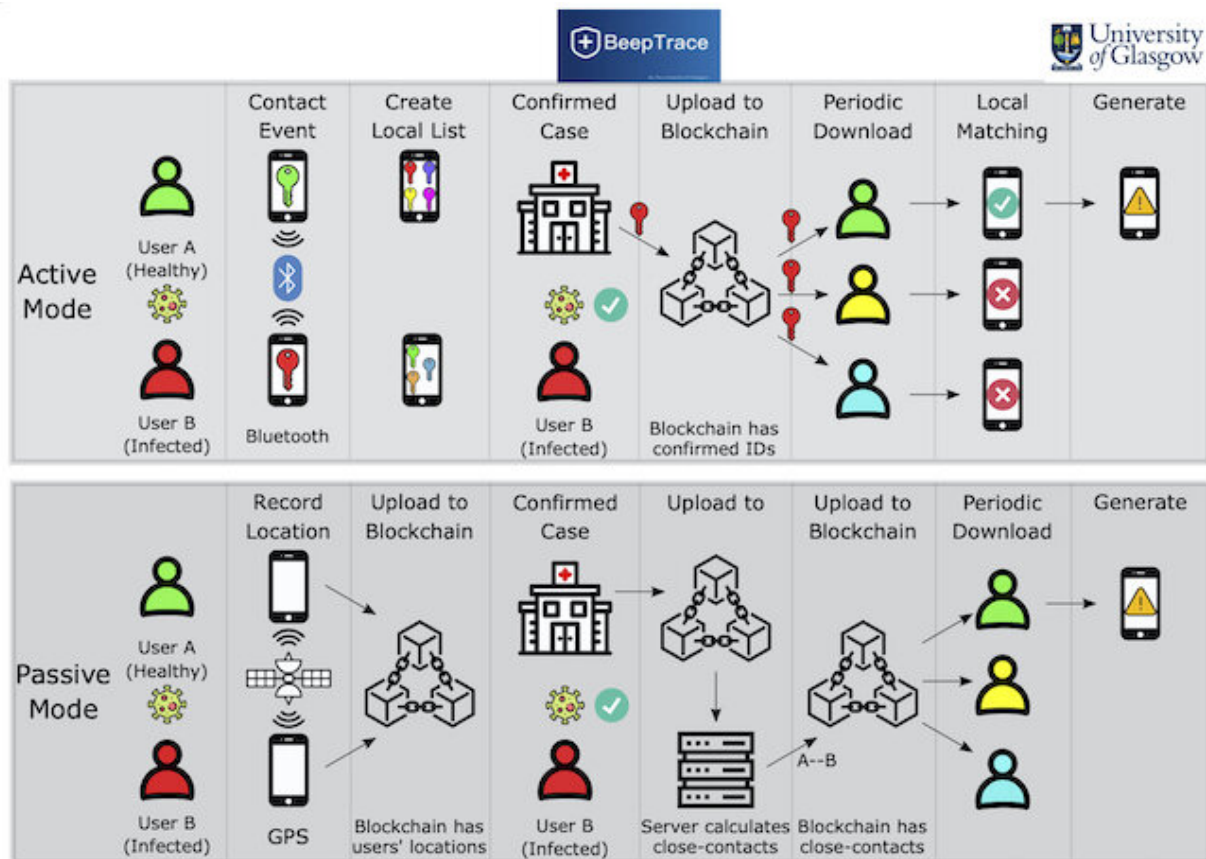 BeepTrace
University
of Glasgow
Active
Mode
User A
(Healthy)
User B
(Infected)
Contact
Event
Bluetooth
Create
Local List
Confirmed
Case
User B
(Infected)
Upload to
Blockchain
Blockchain has
confirmed IDs
Periodic
Download
Local
Matching
Generate
Passive
Mode
User A
(Healthy)
User B
(Infected)
Record
Location
GPS
Upload to
Blockchain
Blockchain has
users' locations
Confirmed
Case
User B
(Infected)
Upload to
Server calculates
close-contacts
Upload to
Blockchain
A--B
Blockchain has
close-contacts
Periodic
Download
Generate